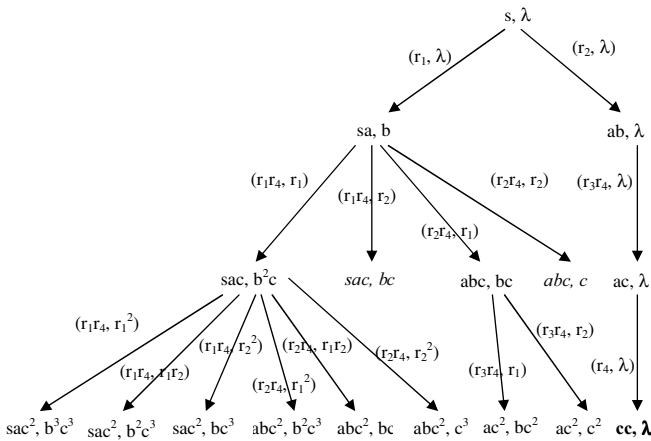 s, λ
(r₁, λ)
(r₂, λ)
sa, b
ab, λ
(r₁r₄, r₁)
(r₁r₄, r₂)
(r₂r₄, r₁)
(r₂r₄, r₂)
(r₃r₄, λ)
sac, b²c
sac, bc
abc, bc
abc, c
ac, λ
(r₁r₄, r₁²)
(r₁r₄, r₁r₂)
(r₁r₄, r₂²)
(r₂r₄, r₁²)
(r₂r₄, r₁r₂)
(r₂r₄, r₂²)
(r₃r₄, r₁)
(r₃r₄, r₂)
(r₄, λ)
sac², b³c³
sac², b²c³
sac², bc³
abc², b²c³
abc², bc
abc², c³
ac², bc²
ac², c²
cc, λ